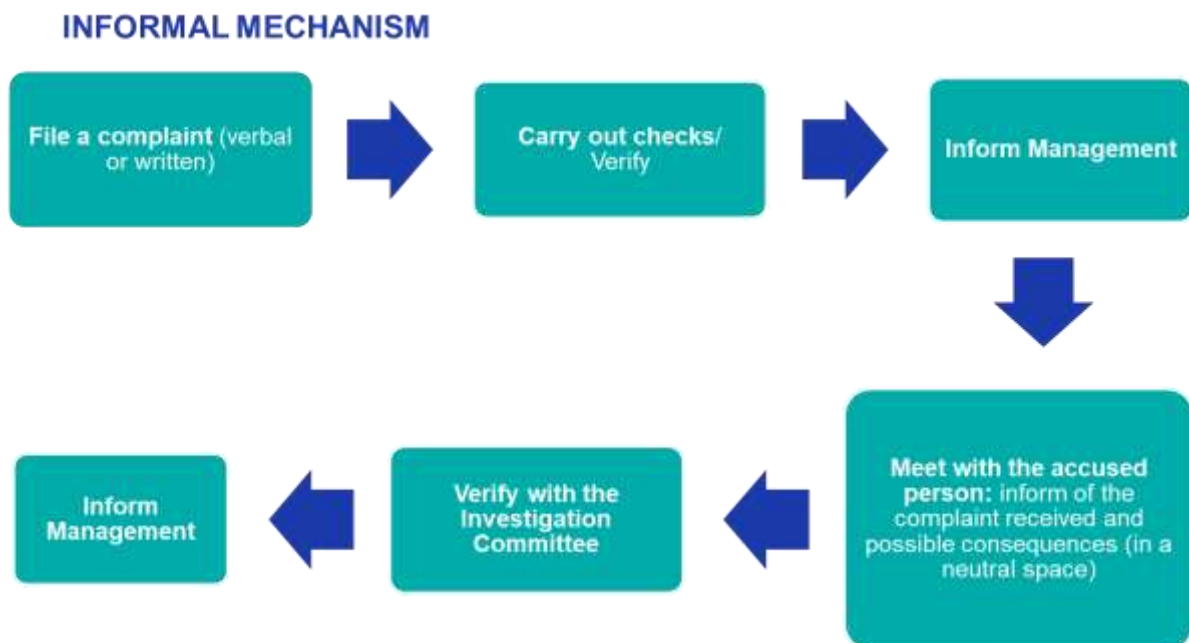 INFORMAL MECHANISM
File a complaint (verbal
or written)
Carry out checks/
Verify
Inform Management
Meet with the accused
person: inform of the
complaint received and
possible consequences (in a
neutral space)
Verify with the
Investigation
Committee
Inform
Management